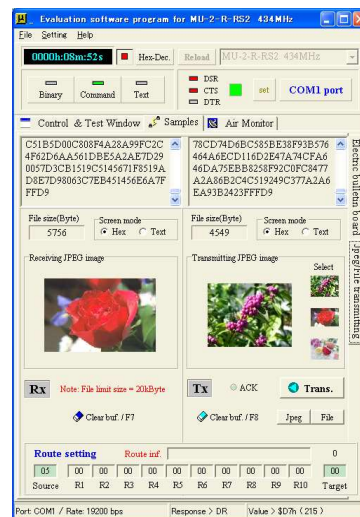 Evaluation software program for MU-2-R-RS2 434MHz
File Setting Help
0000h:08m:52s Hex-Dec. Reload MU-2-R-RS2 434MHz
Binary Command Text
DSR
CTS
DTR
set COM1 port
Control & Test Window Samples Air Monitor
C51B5D00C808F4A28A99FC2C
4F62D6AA561DBE5A2AE7D29
0057D3CB1519C5145671F8519A
D8E7D98063C7EB451456E6A7F
FFD9
78CD74D6BC585BE38F93B576
464A6ECD116D2E47A74CFA6
46DA75EBB8258F92C0FC8477
A2A86B2C4C519249C377A2A6
EA93B2423FFFD9
File size(Byte) Screen mode
5756 Hex Text
File size(Byte) Screen mode
4549 Hex Text
Receiving JPEG image
Transmitting JPEG image
Select
Rx Note: File limit size = 20kByte
Tx ACK Trans.
Clear buf. / F7
Clear buf. / F8 Jpeg File
Route setting Route inf. 0
05 00 00 00 00 00 00 00 00 00 00 00
Source R1 R2 R3 R4 R5 R6 R7 R8 R9 R10 Target
Electric bulletin board
Jpeg/File transmitting
Port: COM1 / Rate: 19200 bps Response > DR Value > $D7h ( 215 )